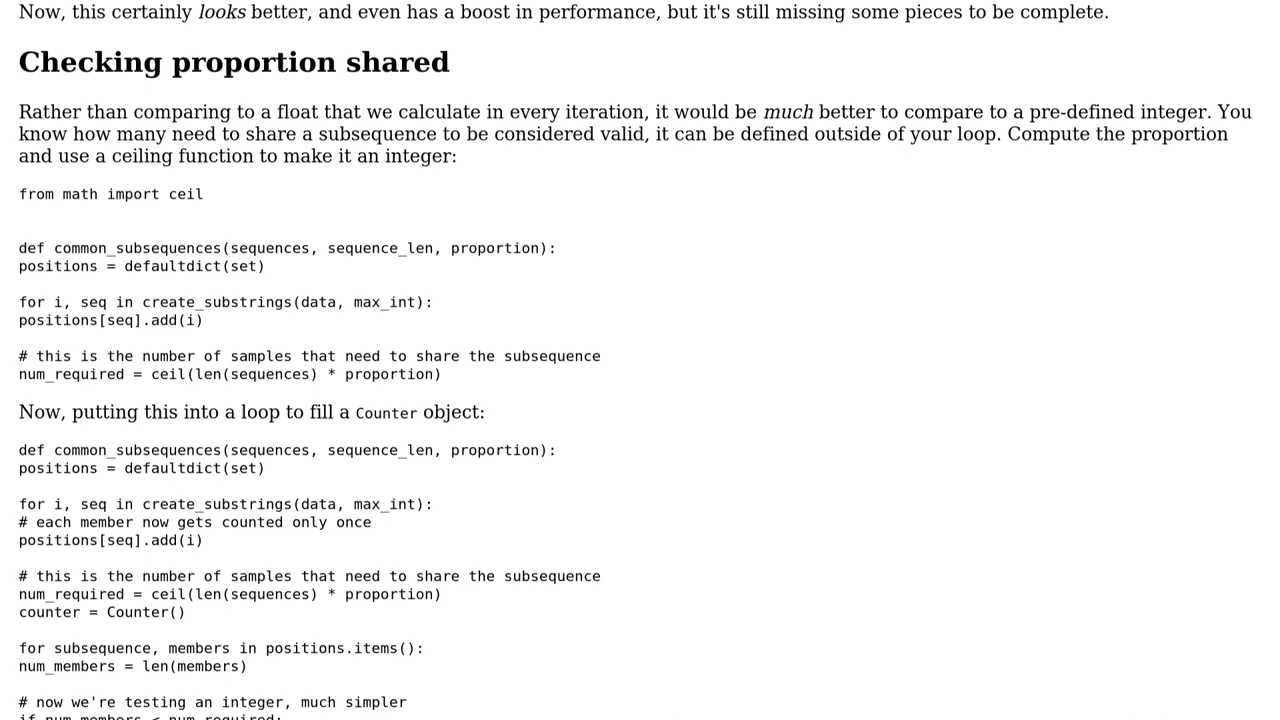 Now, this certainly looks better, and even has a boost in performance, but it's still missing some pieces to be complete.
Checking proportion shared
Rather than comparing to a float that we calculate in every iteration, it would be much better to compare to a pre-defined integer. You
know how many need to share a subsequence to be considered valid, it can be defined outside of your loop. Compute the proportion
and use a ceiling function to make it an integer:
from math import ceil
def common_subsequences(sequences, sequence_len, proportion):
positions = defaultdict(set)
for i, seq in create_substrings(data, max_int):
positions[seq].add(i)
# this is the number of samples that need to share the subsequence
num_required = ceil(len(sequences) * proportion)
Now, putting this into a loop to fill a Counter object:
def common_subsequences(sequences, sequence_len, proportion):
positions = defaultdict(set)
for i, seq in create_substrings(data, max_int):
# each member now gets counted only once
positions[seq].add(i)
# this is the number of samples that need to share the subsequence
num_required = ceil(len(sequences) * proportion)
counter = Counter()
for subsequence, members in positions.items():
num_members = len(members)
# now we're testing an integer, much simpler
if num_members < num_required: